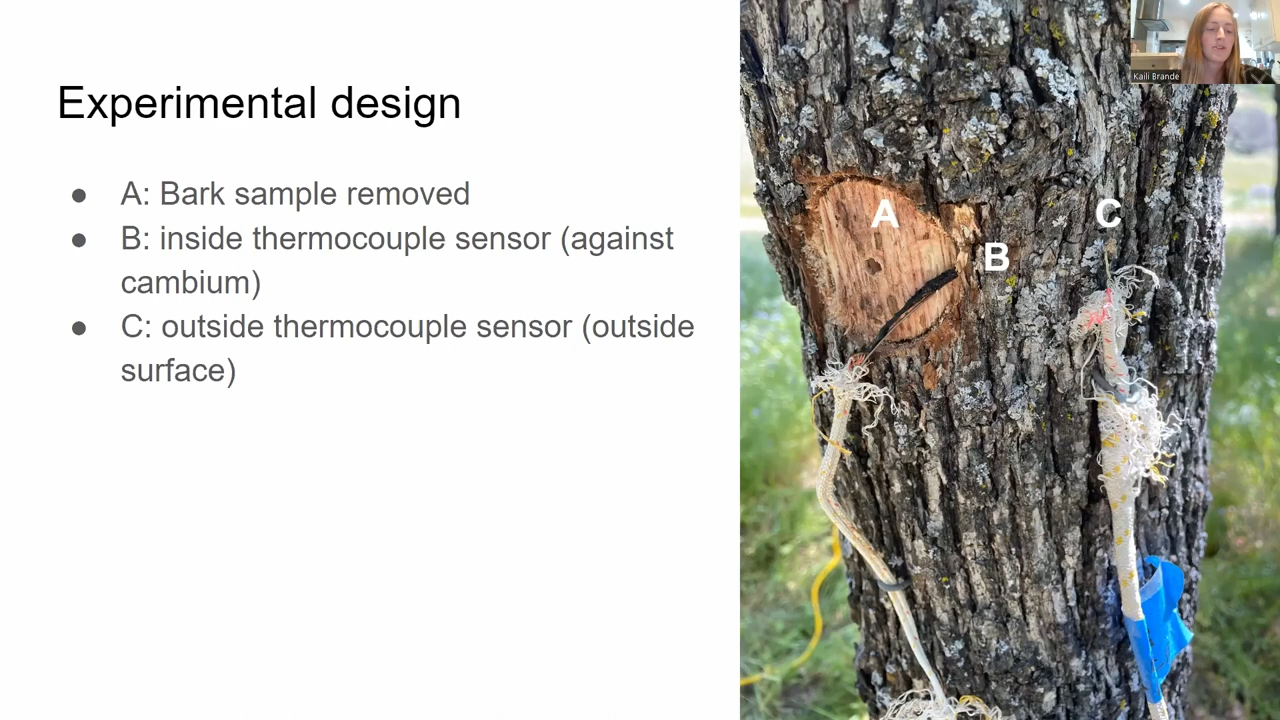 Experimental design
● A: Bark sample removed
● B: inside thermocouple sensor (against
cambium)
● C: outside thermocouple sensor (outside
surface)
A
B
C
Kaili Brande